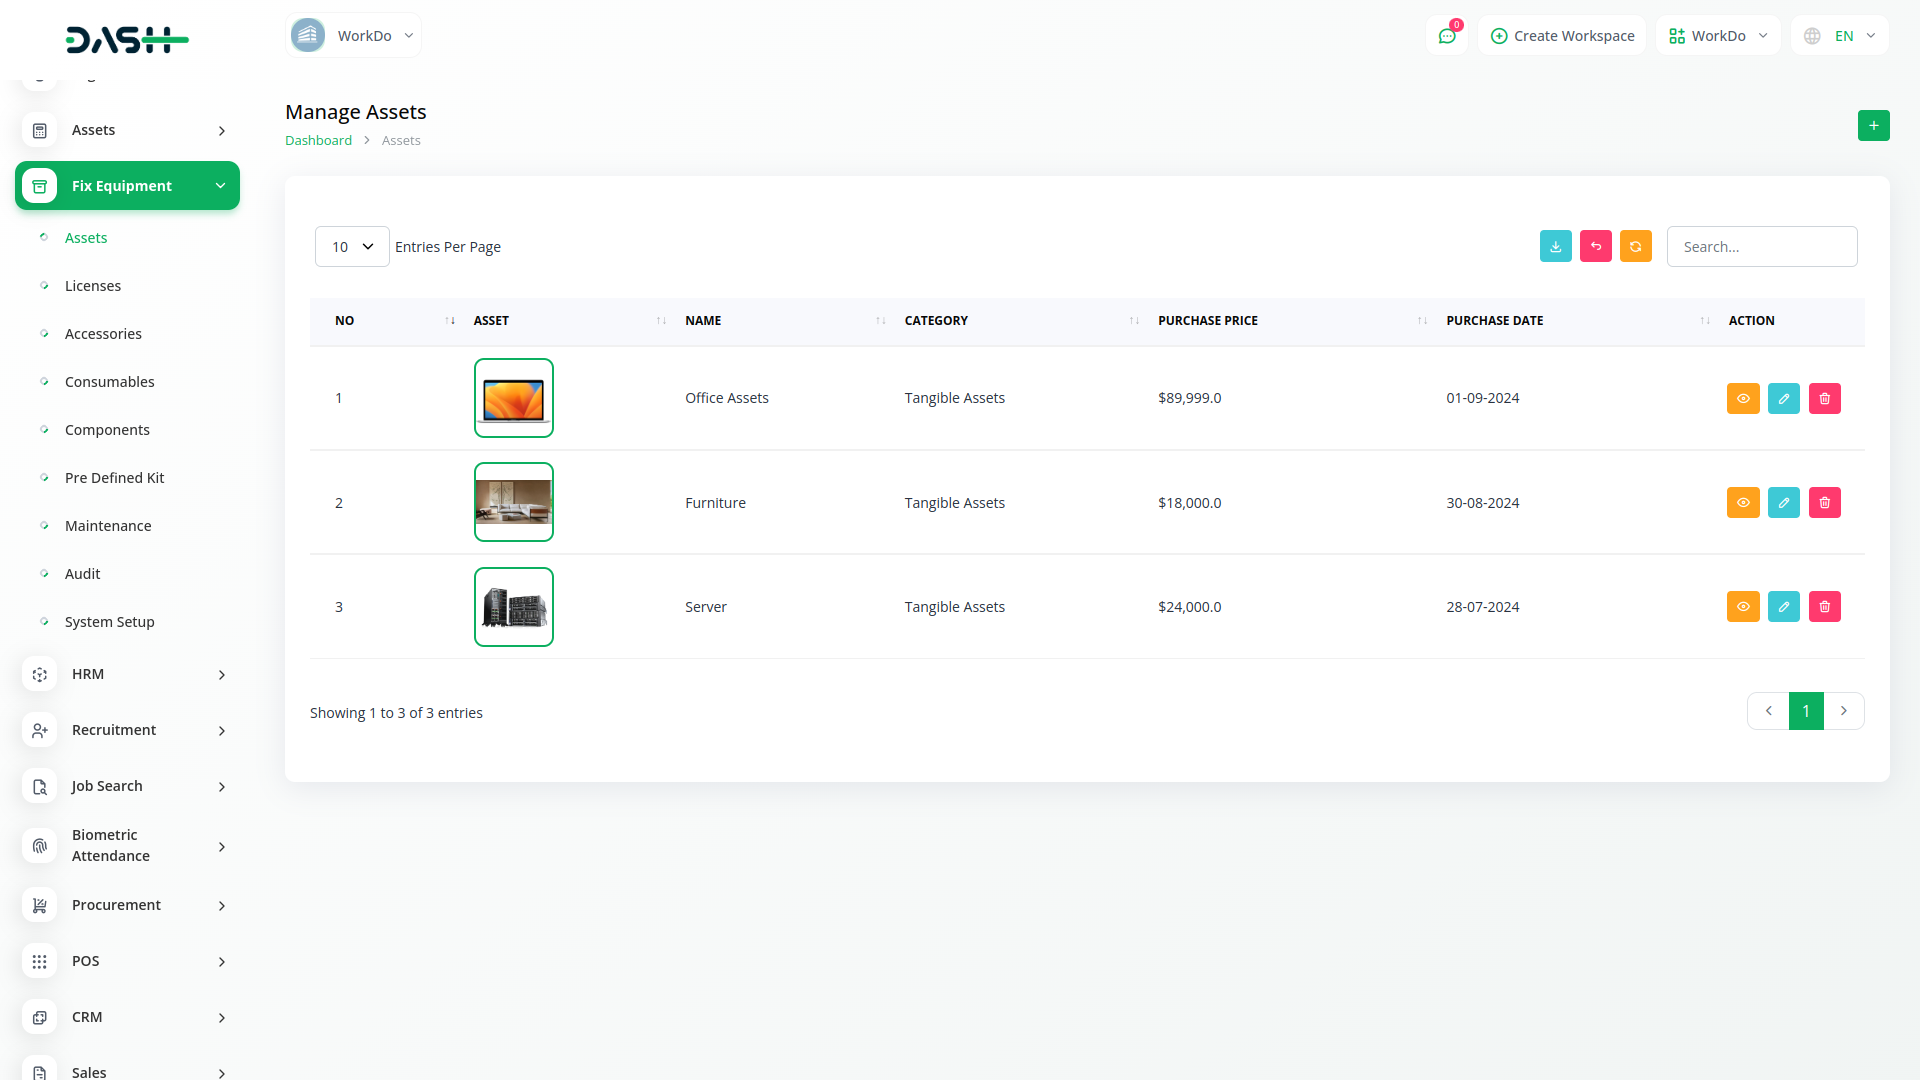 DASH
WorkDo
0
Create Workspace
WorkDo
EN
Assets
Fix Equipment
Assets
Licenses
Accessories
Consumables
Components
Pre Defined Kit
Maintenance
Audit
System Setup
HRM
Recruitment
Job Search
Biometric
Attendance
Procurement
POS
CRM
Sales
Manage Assets
Dashboard > Assets
+
10 Entries Per Page
Search...
NO ASSET NAME CATEGORY PURCHASE PRICE PURCHASE DATE ACTION
1 Office Assets Tangible Assets $89,999.0 01-09-2024
2 Furniture Tangible Assets $18,000.0 30-08-2024
3 Server Tangible Assets $24,000.0 28-07-2024
Showing 1 to 3 of 3 entries
1